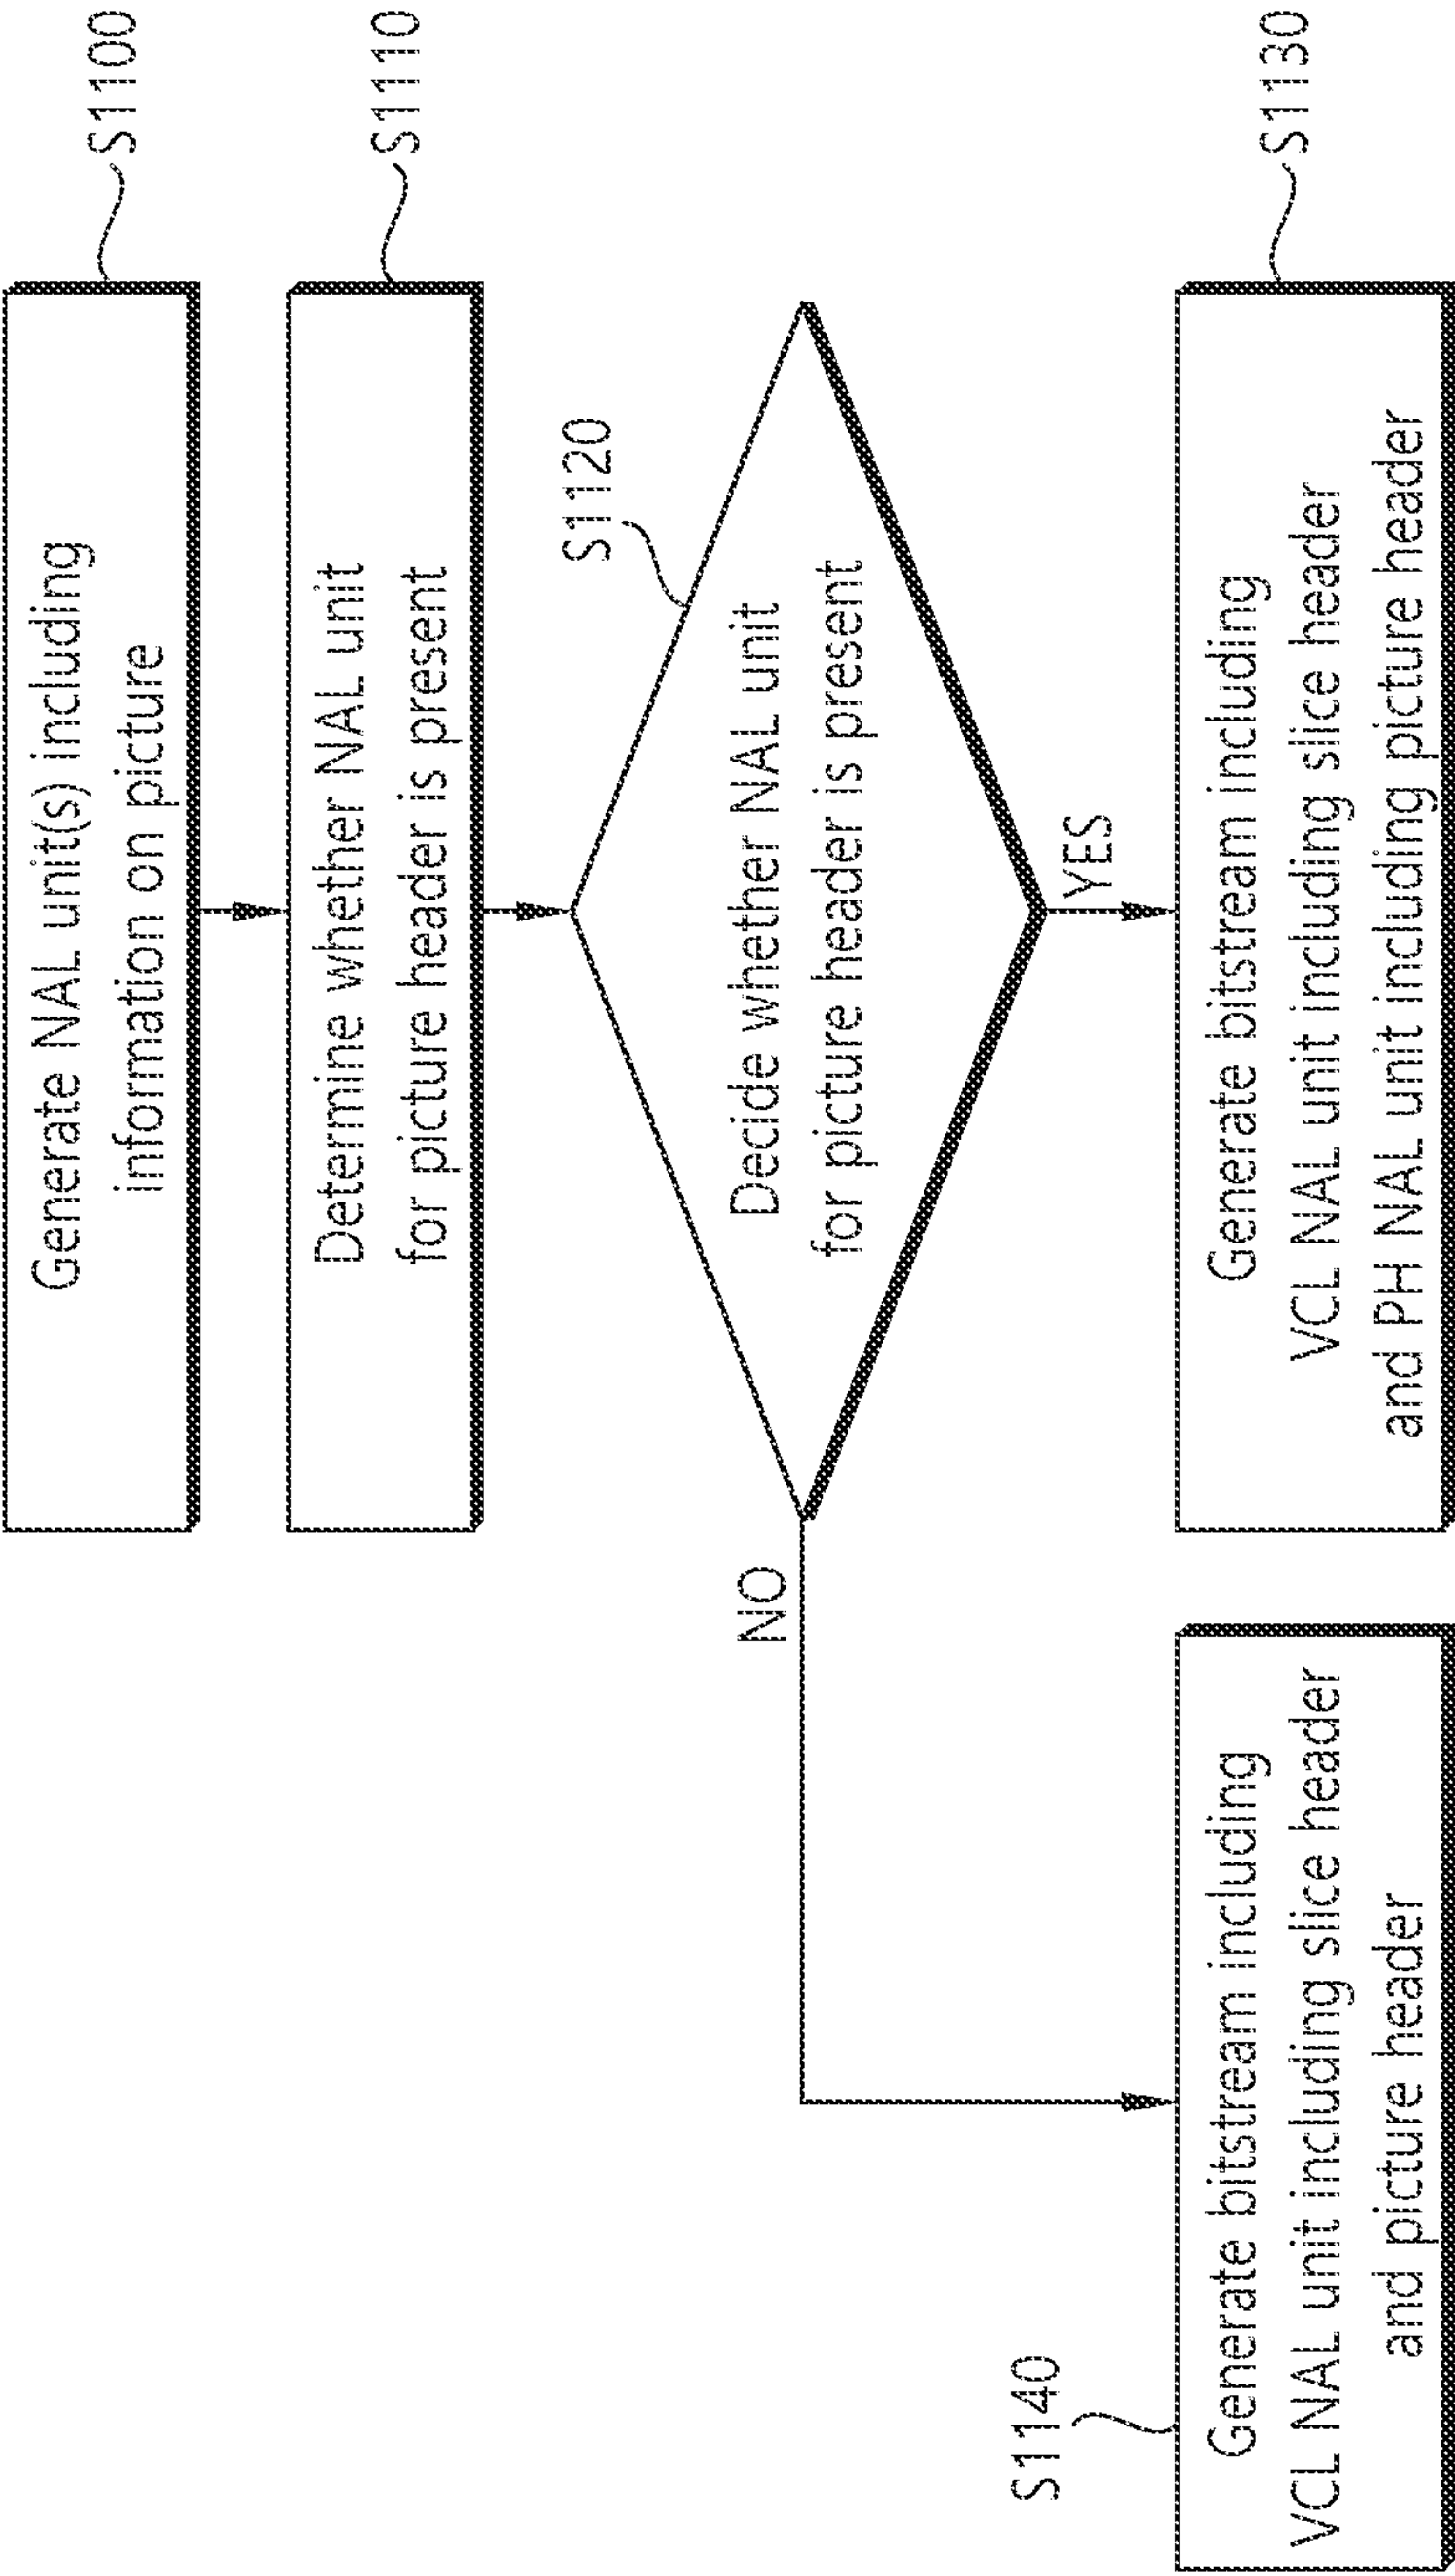 Generate NAL unit(s) including
information on picture
S1100
Determine whether NAL unit
for picture header is present
S1110
S1120
Decide whether NAL unit
for picture header is present
NO
YES
S1140
Generate bitstream including
VCL NAL unit including slice header
and picture header
Generate bitstream including
VCL NAL unit including slice header
and PH NAL unit including picture header
S1130